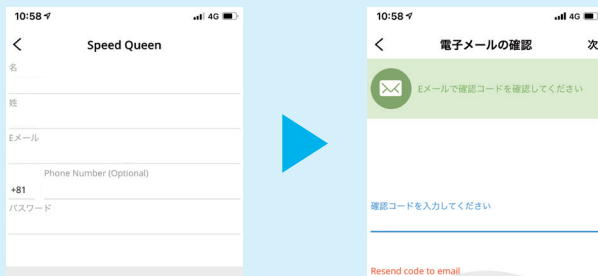 10:58 4G
Speed Queen
名
姓
Eメール
Phone Number (Optional)
+81
パスワード
10:58 4G
電子メールの確認 次
Eメールで確認コードを確認してください
確認コードを入力してください
Resend code to email